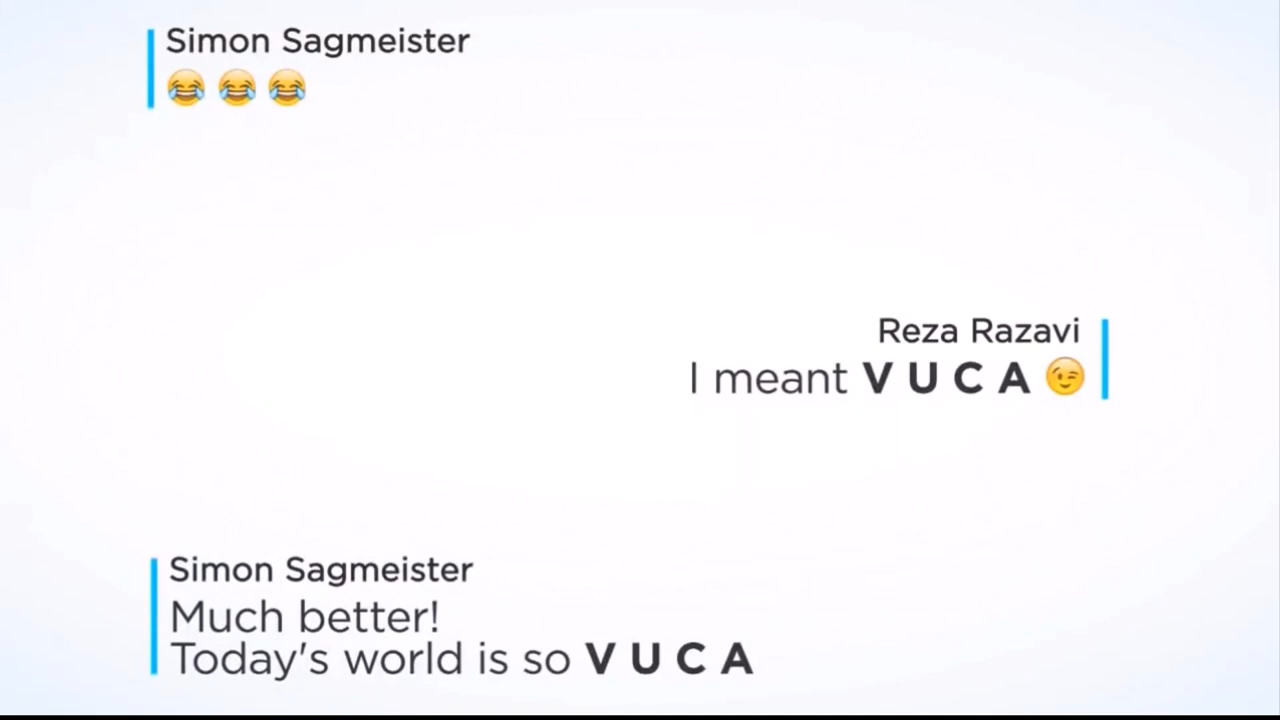 Simon Sagmeister
😂 😂 😂
Reza Razavi
I meant V U C A 😉
Simon Sagmeister
Much better!
Today's world is so V U C A